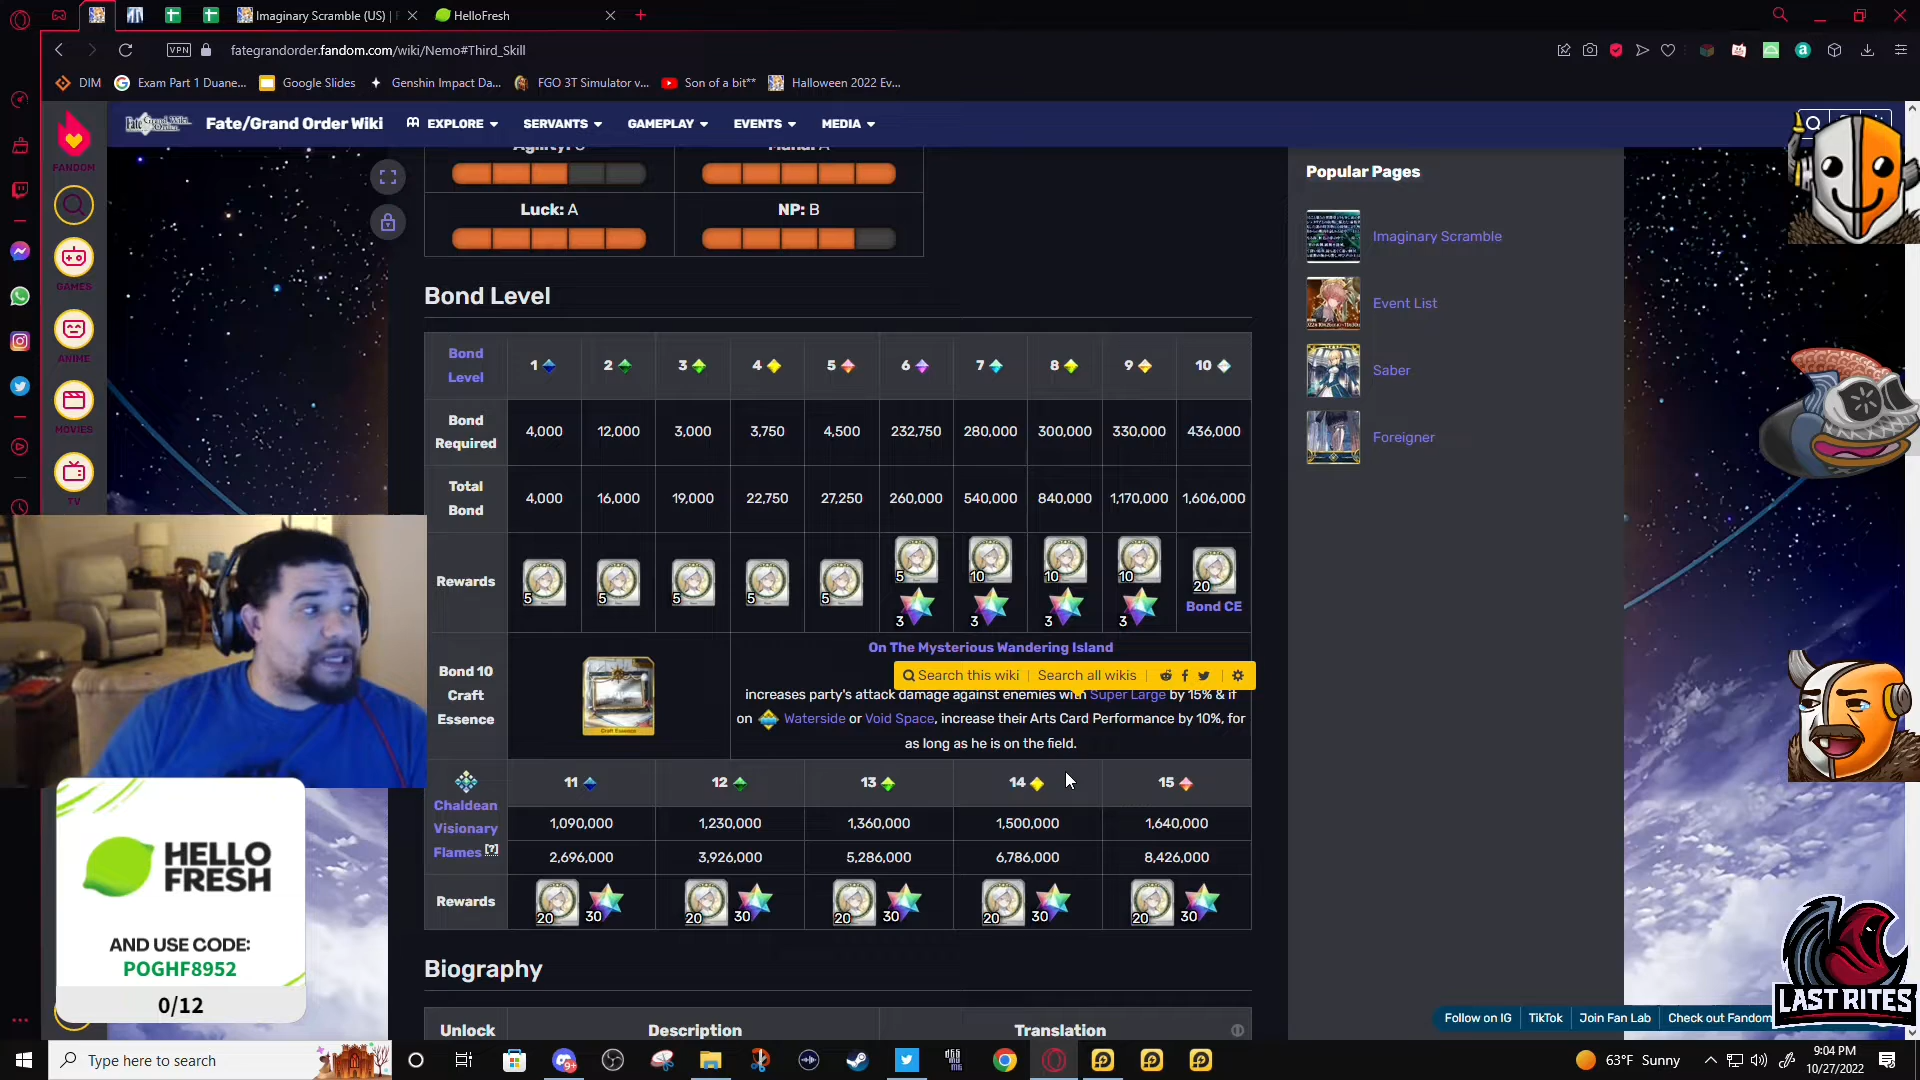 Imaginary Scramble (US) | F
HelloFresh
VPN
fategrandorder.fandom.com/wiki/Nemo#Third_Skill
DIM
Exam Part 1 Duane...
Google Slides
Genshin Impact Da...
FGO 3T Simulator v...
Son of a bit**
Halloween 2022 Ev...
FANDOM
GAMES
ANIME
MOVIES
TV
Fate/Grand Order Wiki
EXPLORE
SERVANTS
GAMEPLAY
EVENTS
MEDIA
Luck: A
NP: B
Bond Level
Bond Level
1
2
3
4
5
6
7
8
9
10
Bond Required
4,000
12,000
3,000
3,750
4,500
232,750
280,000
300,000
330,000
436,000
Total Bond
4,000
16,000
19,000
22,750
27,250
260,000
540,000
840,000
1,170,000
1,606,000
Rewards
5
5
5
5
5
5
3
10
3
10
3
10
3
20
Bond CE
Bond 10 Craft Essence
Craft Essence
On The Mysterious Wandering Island
Search this wiki
Search all wikis
increases party's attack damage against enemies with Super Large by 15% & if
on Waterside or Void Space, increase their Arts Card Performance by 10%, for
as long as he is on the field.
Chaldean Visionary Flames [?]
11
12
13
14
15
1,090,000
1,230,000
1,360,000
1,500,000
1,640,000
2,696,000
3,926,000
5,286,000
6,786,000
8,426,000
Rewards
20
30
20
30
20
30
20
30
20
30
Biography
Unlock
Description
Translation
Popular Pages
Imaginary Scramble
Event List
Saber
Foreigner
Follow on IG
TikTok
Join Fan Lab
Check out Fandom
LAST RITES
HELLO
FRESH
AND USE CODE:
POGHF8952
0/12
Type here to search
9+
63°F Sunny
9:04 PM
10/27/2022